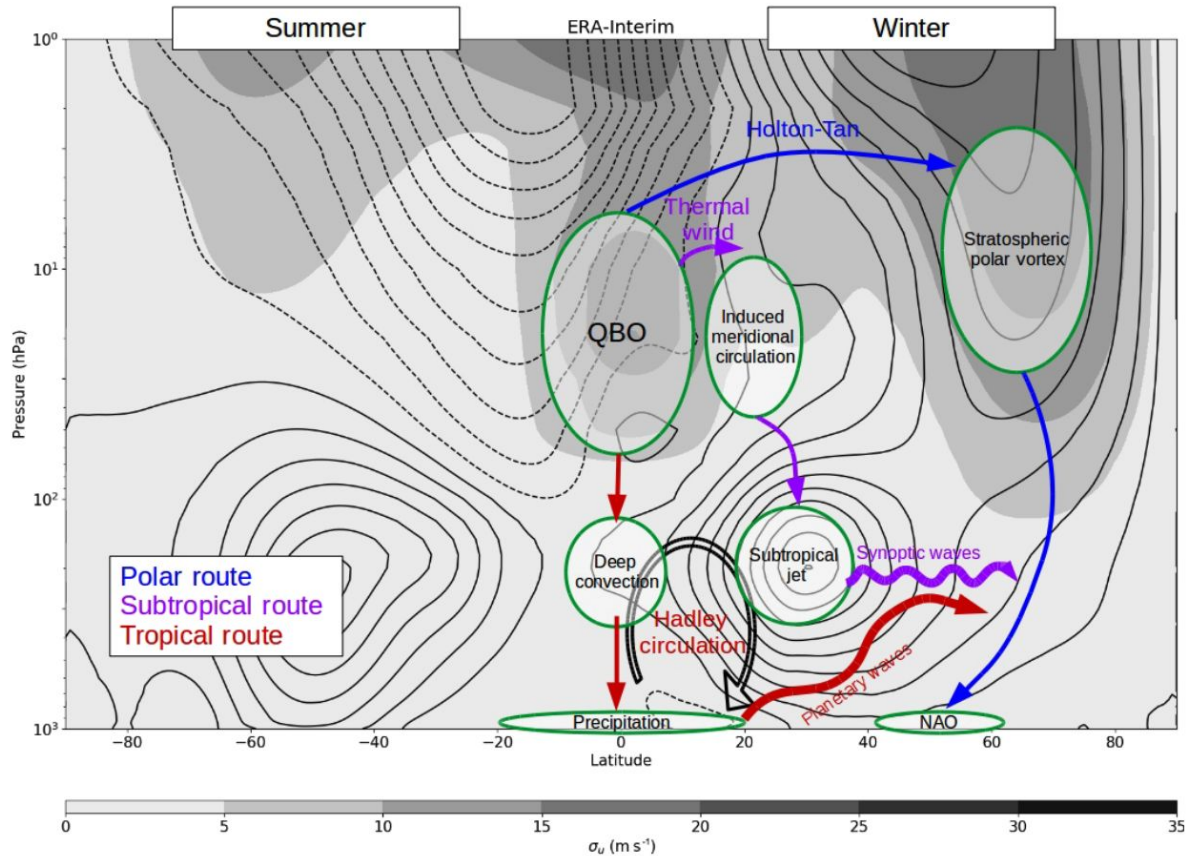 Summer
ERA-Interim
Winter
10⁰
Holton-Tan
Thermal
wind
Stratospheric
polar vortex
10¹
QBO
Induced
meridional
circulation
Pressure (hPa)
10²
Deep
convection
Subtropical
jet
Synoptic waves
Polar route
Subtropical route
Tropical route
Hadley
circulation
Planetary waves
Precipitation
NAO
10³
−80 −60 −40 −20 0 20 40 60 80
Latitude
0 5 10 15 20 25 30 35
σᵤ (m s⁻¹)